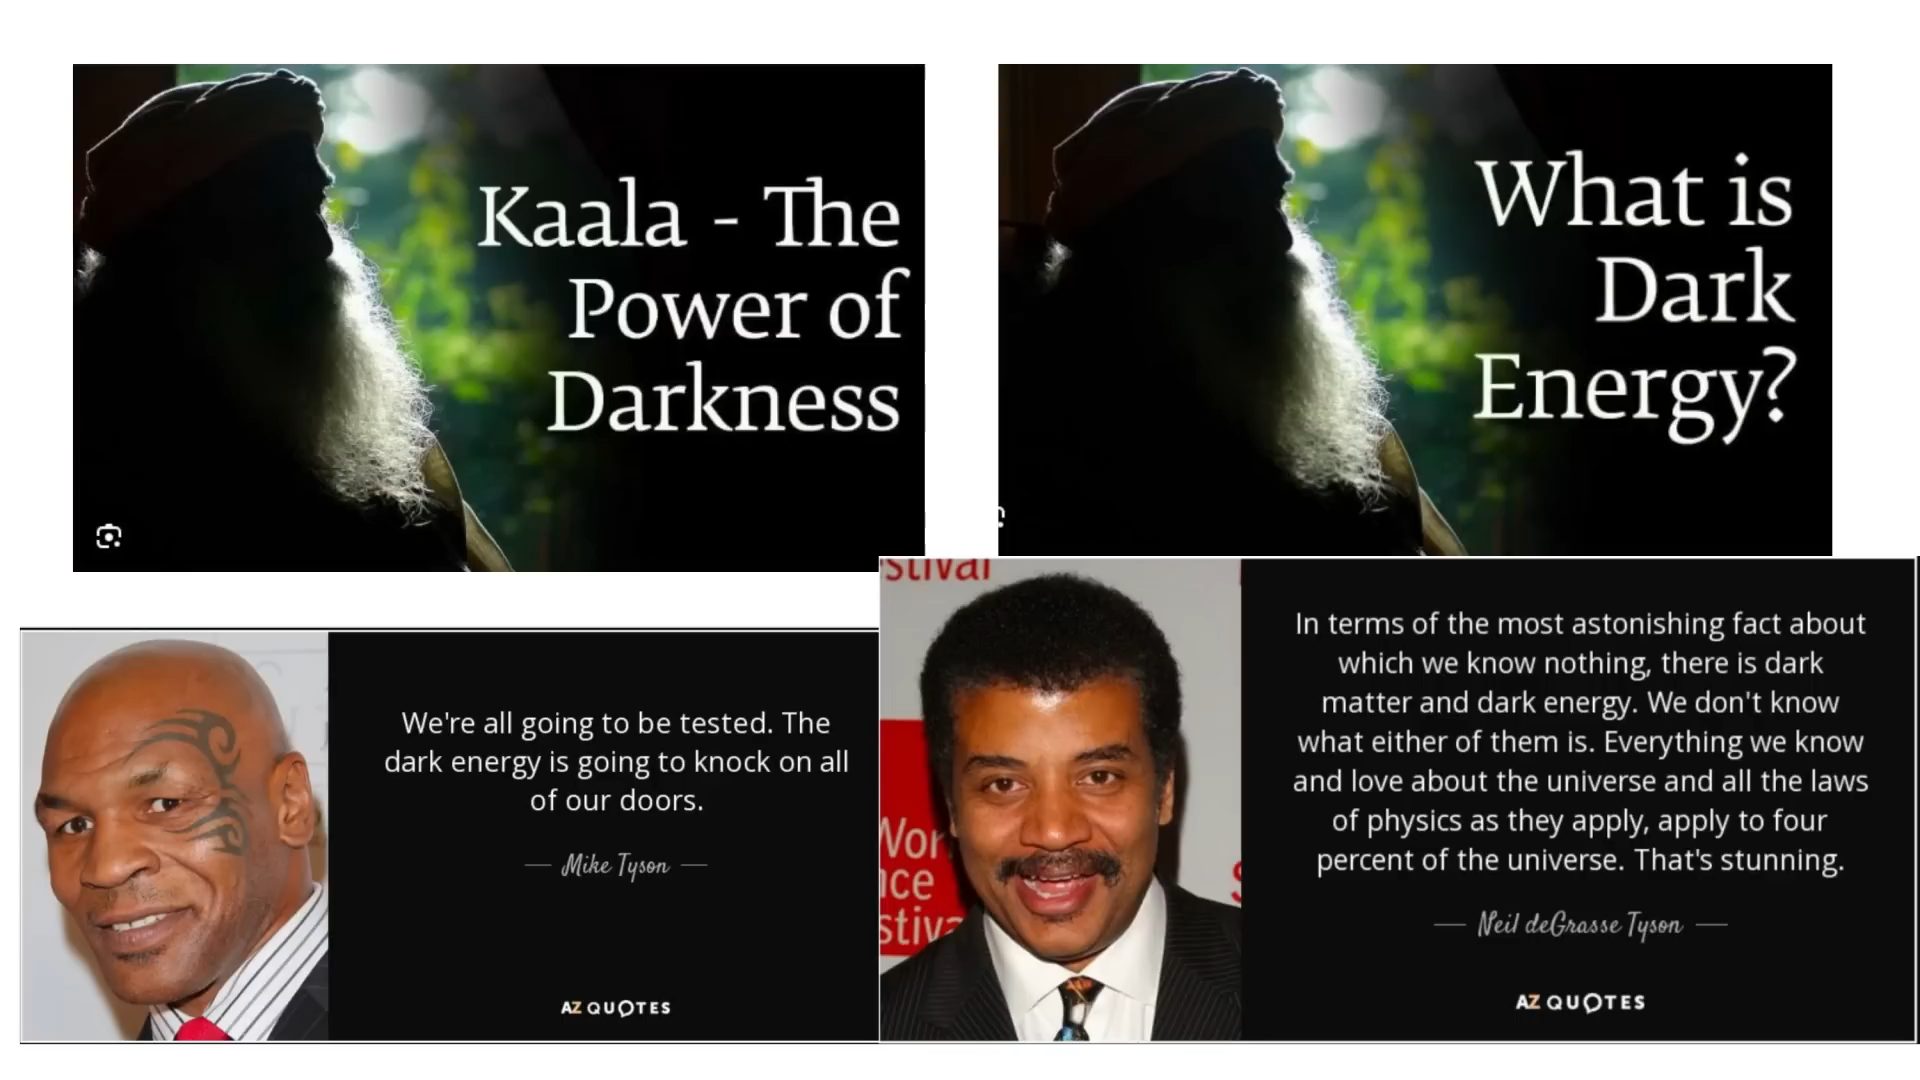 Kaala - The
Power of
Darkness
What is
Dark
Energy?
We're all going to be tested. The
dark energy is going to knock on all
of our doors.
Mike Tyson
AZ QUOTES
stival
Wor
nce
stiva
In terms of the most astonishing fact about
which we know nothing, there is dark
matter and dark energy. We don't know
what either of them is. Everything we know
and love about the universe and all the laws
of physics as they apply, apply to four
percent of the universe. That's stunning.
Neil deGrasse Tyson
AZ QUOTES